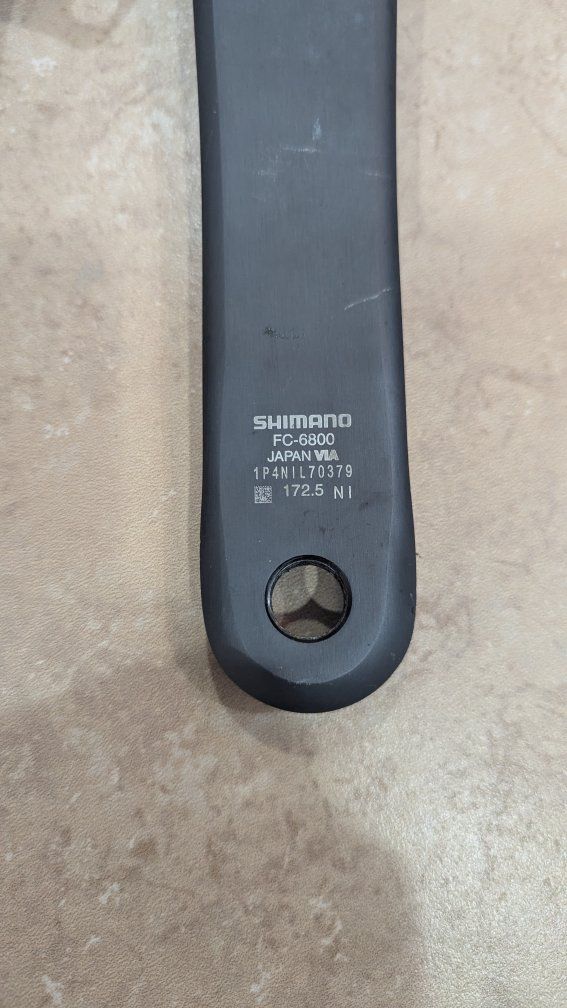 SHIMANO
FC-6800
JAPAN VIA
1P4NIL70379
172.5 NI